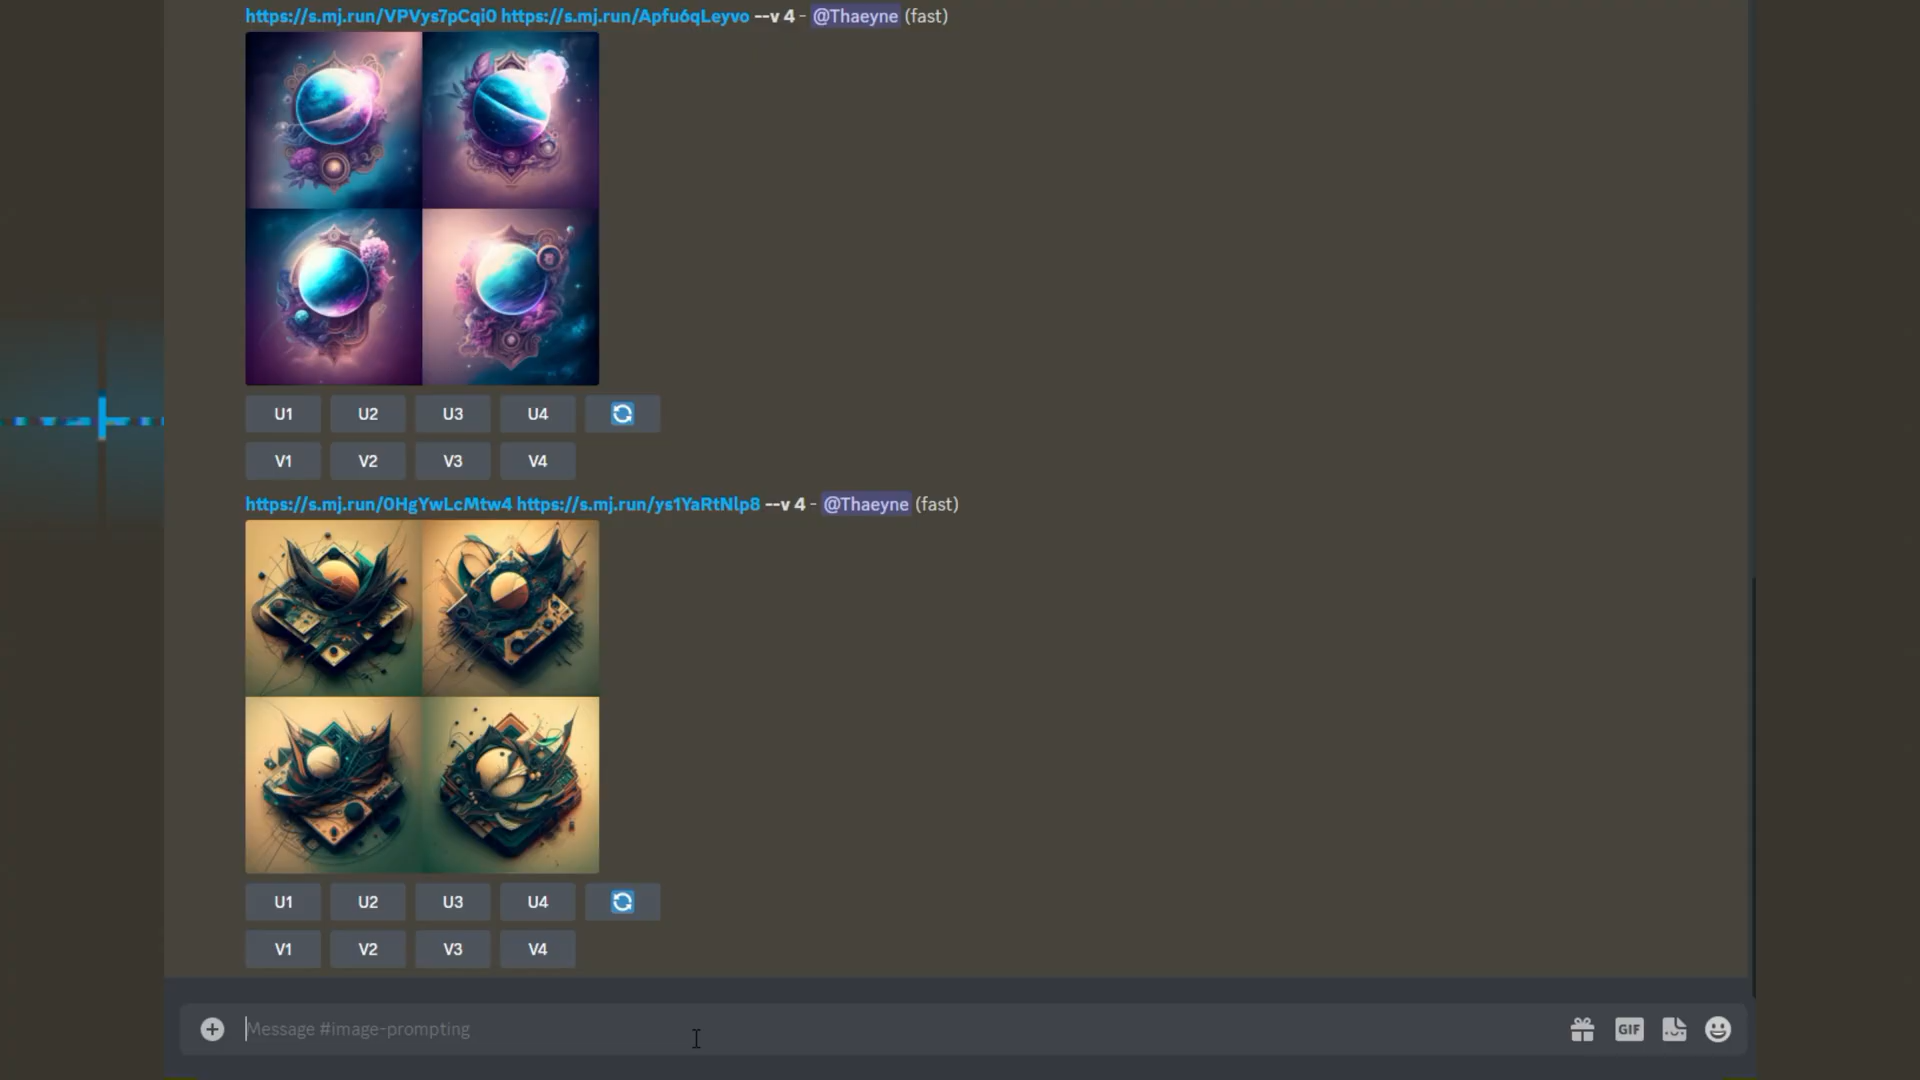 https://s.mj.run/VPVys7pCqi0 https://s.mj.run/Apfu6qLeyvo --v 4 - @Thaeyne (fast)
U1 U2 U3 U4
V1 V2 V3 V4
https://s.mj.run/0HgYwLcMtw4 https://s.mj.run/ys1YaRtNlp8 --v 4 - @Thaeyne (fast)
U1 U2 U3 U4
V1 V2 V3 V4
Message #image-prompting
GIF